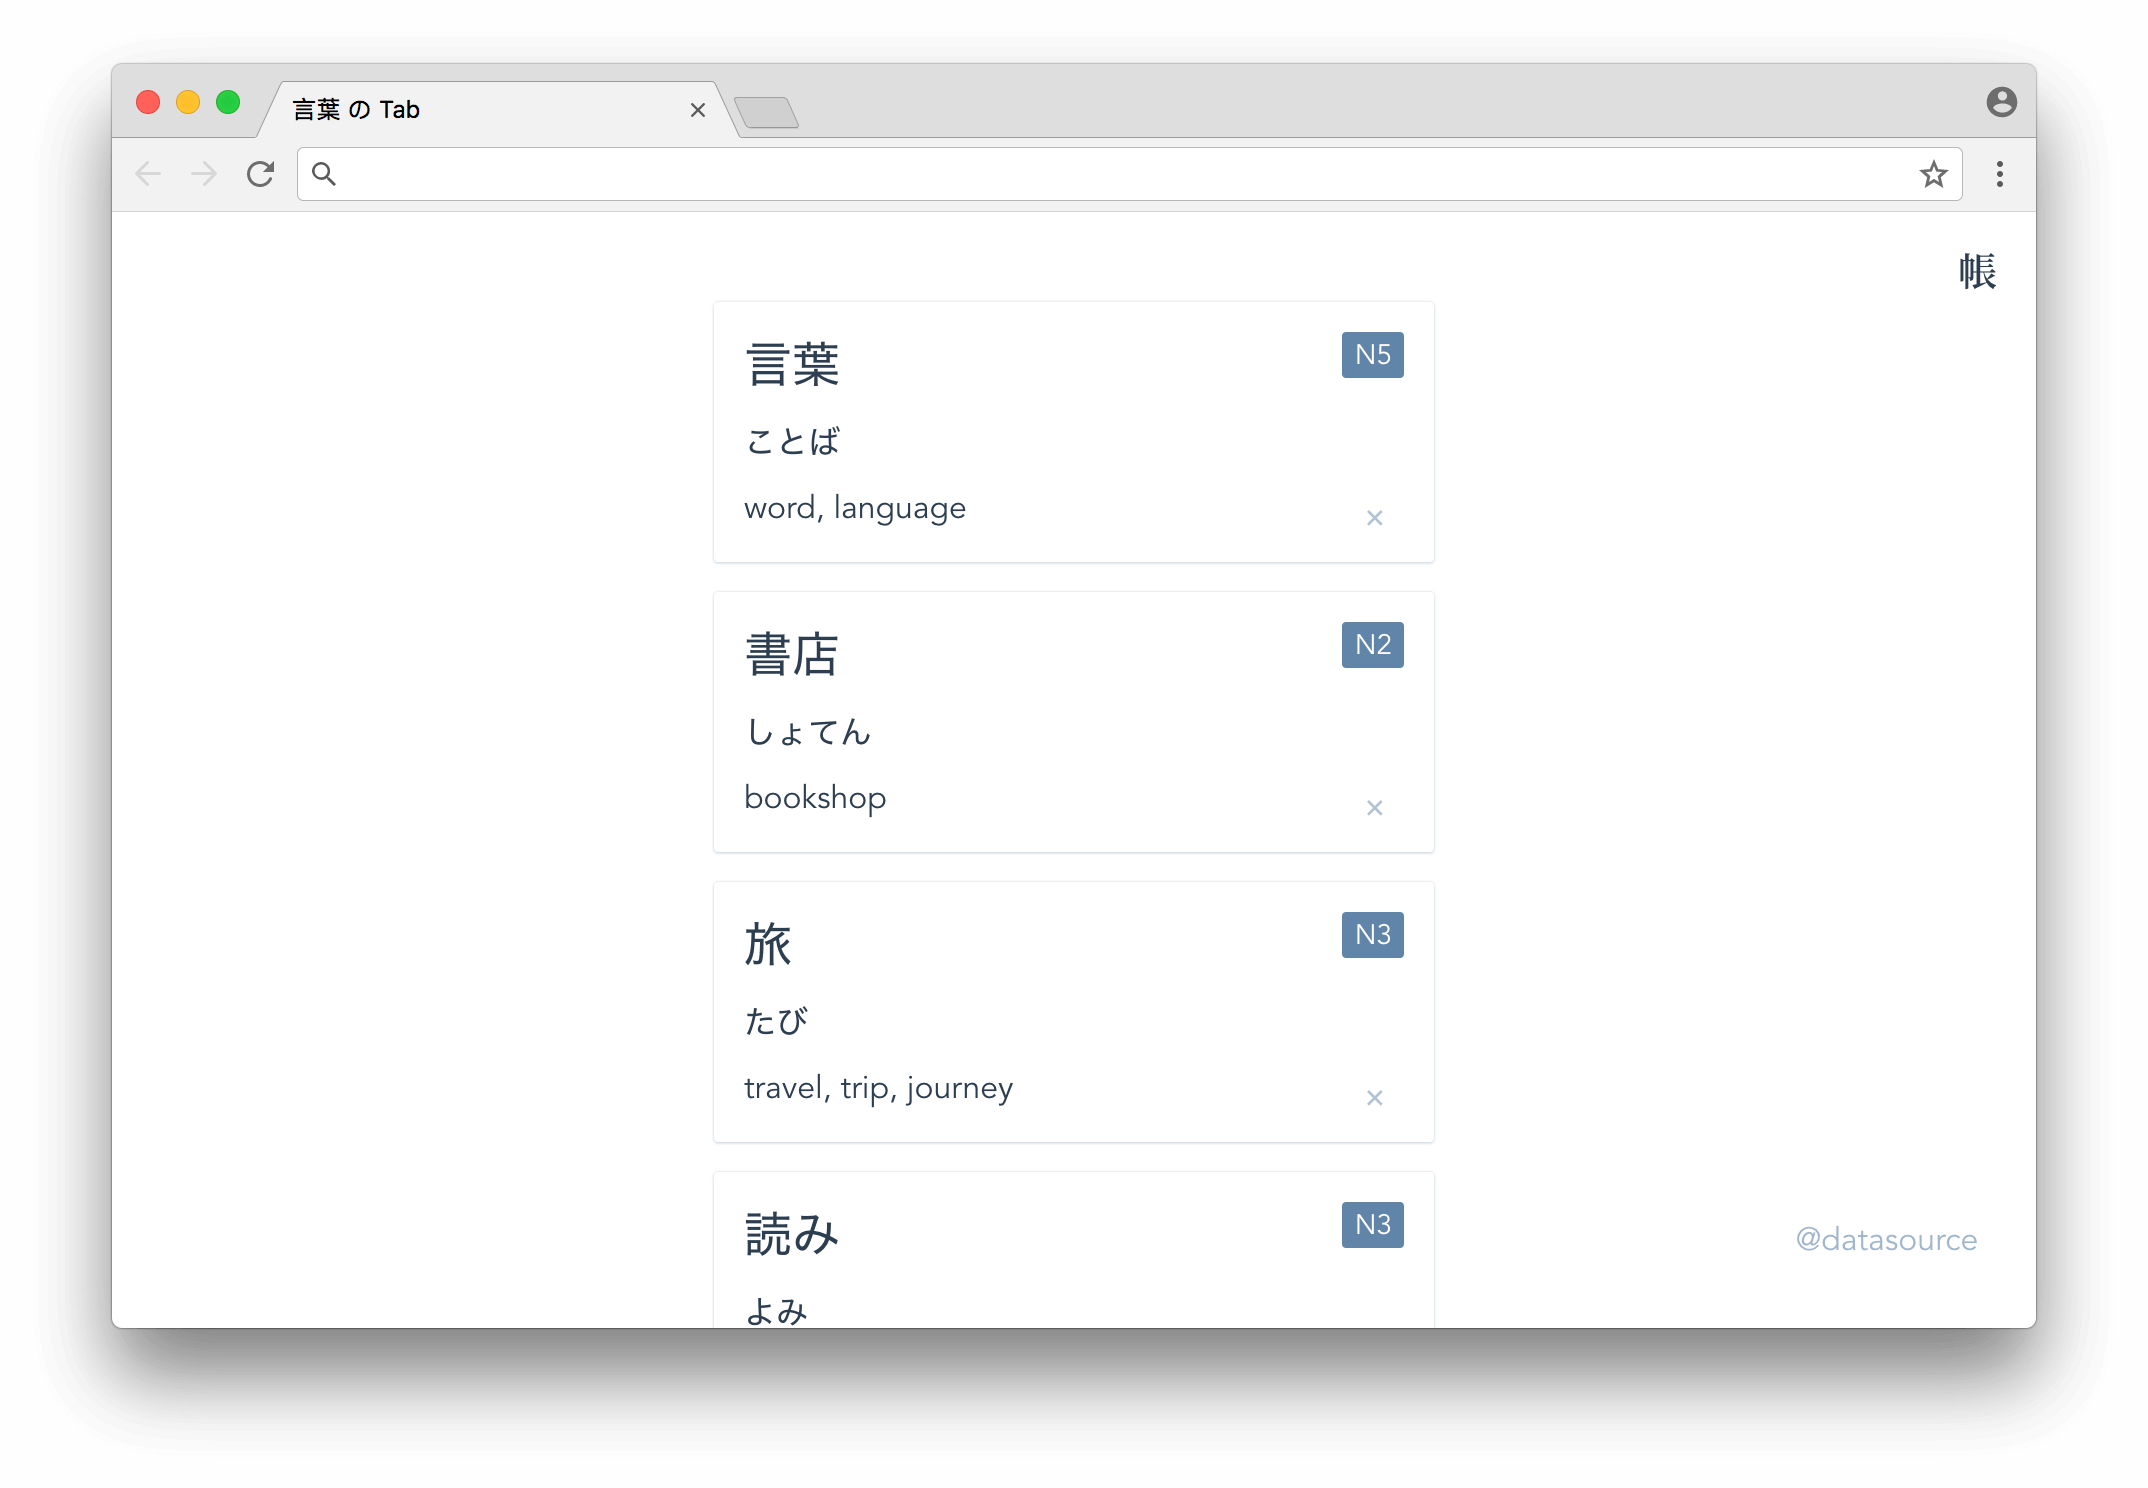 言葉 の Tab
帳
言葉
N5
ことば
word, language
書店
N2
しょてん
bookshop
旅
N3
たび
travel, trip, journey
読み
N3
よみ
@datasource